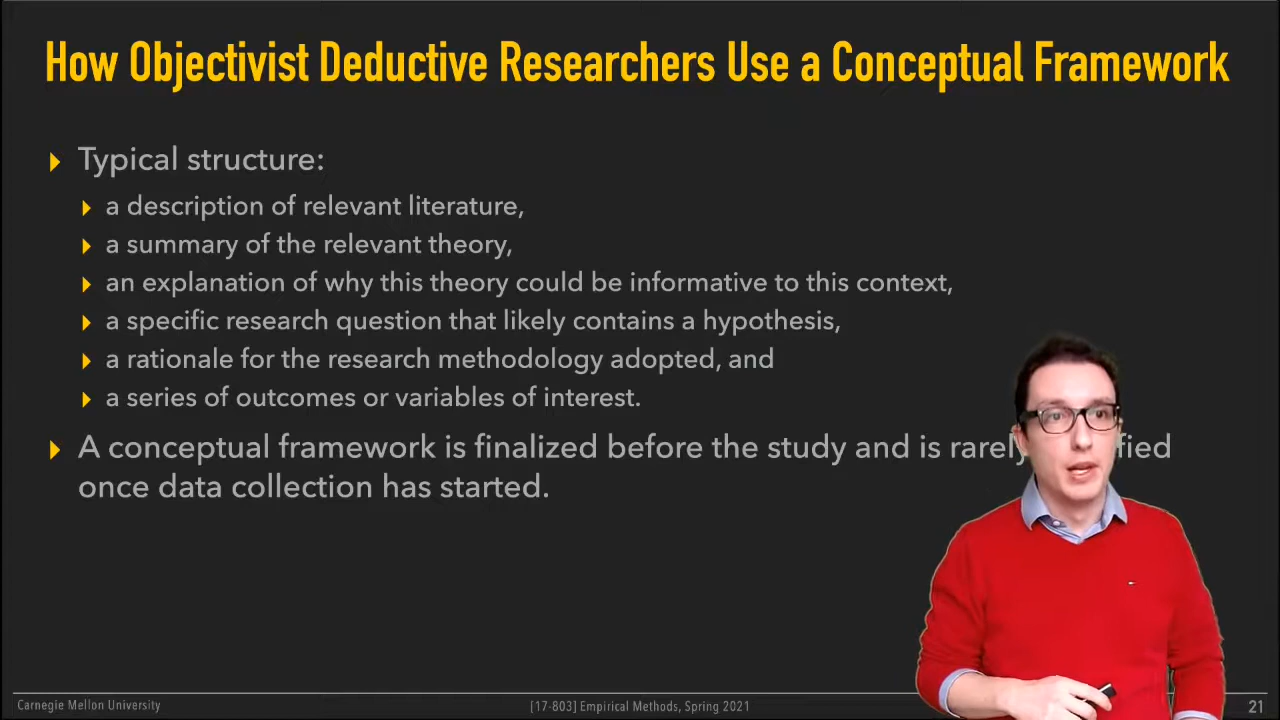 How Objectivist Deductive Researchers Use a Conceptual Framework
Typical structure:
a description of relevant literature,
a summary of the relevant theory,
an explanation of why this theory could be informative to this context,
a specific research question that likely contains a hypothesis,
a rationale for the research methodology adopted, and
a series of outcomes or variables of interest.
A conceptual framework is finalized before the study and is rarely
once data collection has started.
Carnegie Mellon University
[17-803] Empirical Methods, Spring 2021
21